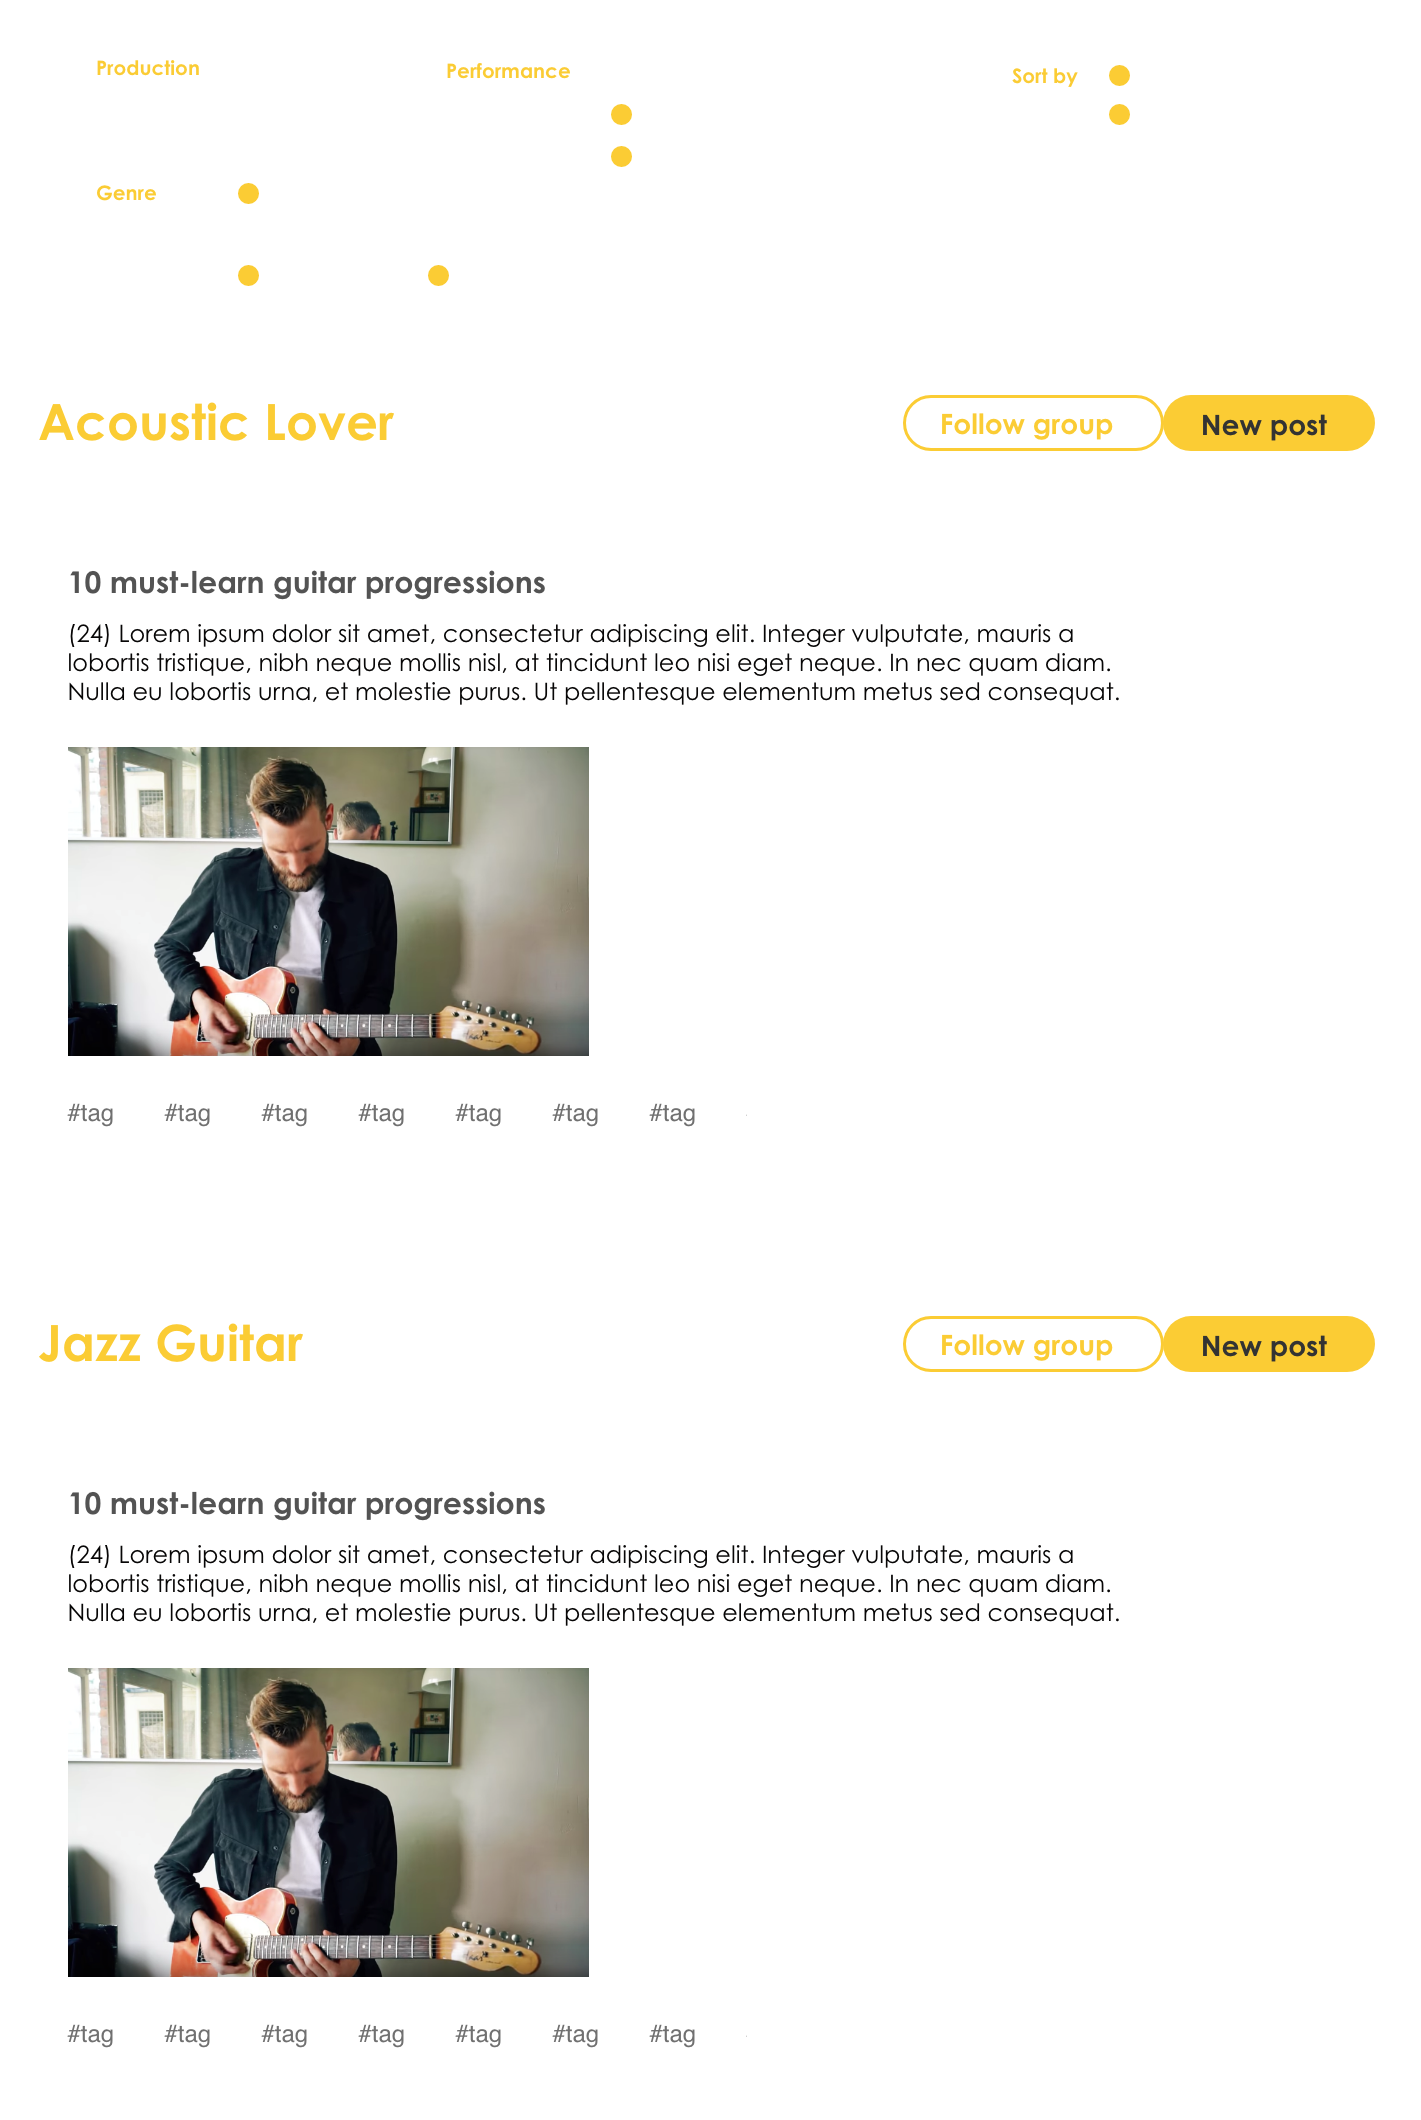 Production
Performance
Sort by
Genre
Acoustic Lover
Follow group
New post
10 must-learn guitar progressions
(24) Lorem ipsum dolor sit amet, consectetur adipiscing elit. Integer vulputate, mauris a
lobortis tristique, nibh neque mollis nisl, at tincidunt leo nisi eget neque. In nec quam diam.
Nulla eu lobortis urna, et molestie purus. Ut pellentesque elementum metus sed consequat.
#tag #tag #tag #tag #tag #tag #tag
Jazz Guitar
Follow group
New post
10 must-learn guitar progressions
(24) Lorem ipsum dolor sit amet, consectetur adipiscing elit. Integer vulputate, mauris a
lobortis tristique, nibh neque mollis nisl, at tincidunt leo nisi eget neque. In nec quam diam.
Nulla eu lobortis urna, et molestie purus. Ut pellentesque elementum metus sed consequat.
#tag #tag #tag #tag #tag #tag #tag